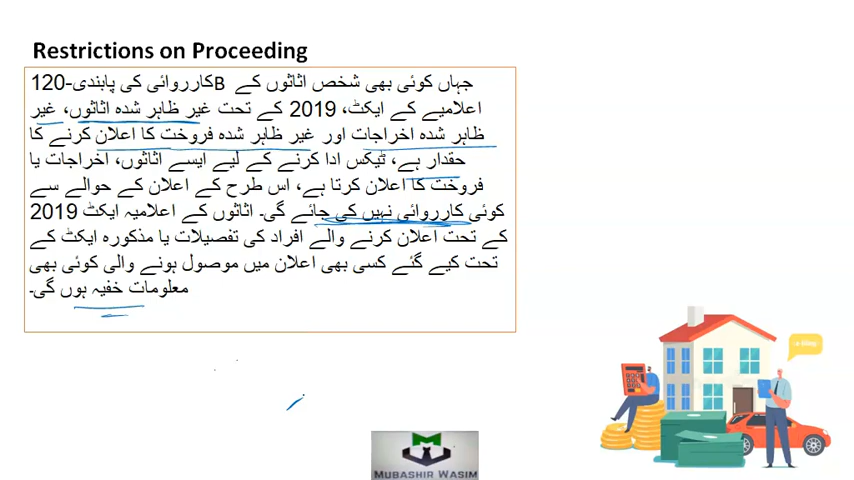 Restrictions on Proceeding
120-کارروائی کی پابندیB جہاں کوئی بھی شخص اثاثوں کے
اعلامیے کے ایکٹ، 2019 کے تحت غیر ظاہر شدہ اثاثوں، غیر
ظاہر شدہ اخراجات اور غیر ظاہر شدہ فروخت کا اعلان کرنے کا
حقدار ہے، ٹیکس ادا کرنے کے لیے ایسے اثاثوں، اخراجات یا
فروخت کا اعلان کرتا ہے، اس طرح کے اعلان کے حوالے سے
کوئی کارروائی نہیں کی جائے گی۔ اثاثوں کے اعلامیہ ایکٹ 2019
کے تحت اعلان کرنے والے افراد کی تفصیلات یا مذکورہ ایکٹ کے
تحت کیے گئے کسی بھی اعلان میں موصول ہونے والی کوئی بھی
معلومات خفیہ ہوں گی۔
MUBASHIR WASIM